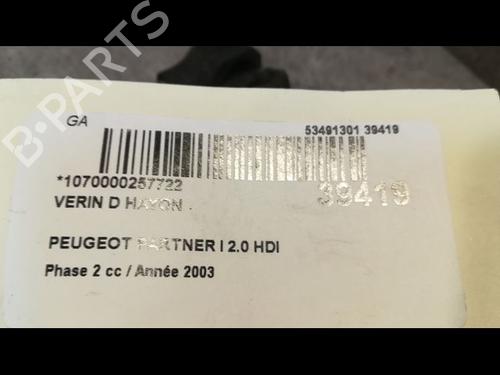 B-PARTS
GA
53491301 39419
*1070000257722
39419
VERIN D HAYON
PEUGEOT PARTNER I 2.0 HDI
Phase 2 cc / Année 2003